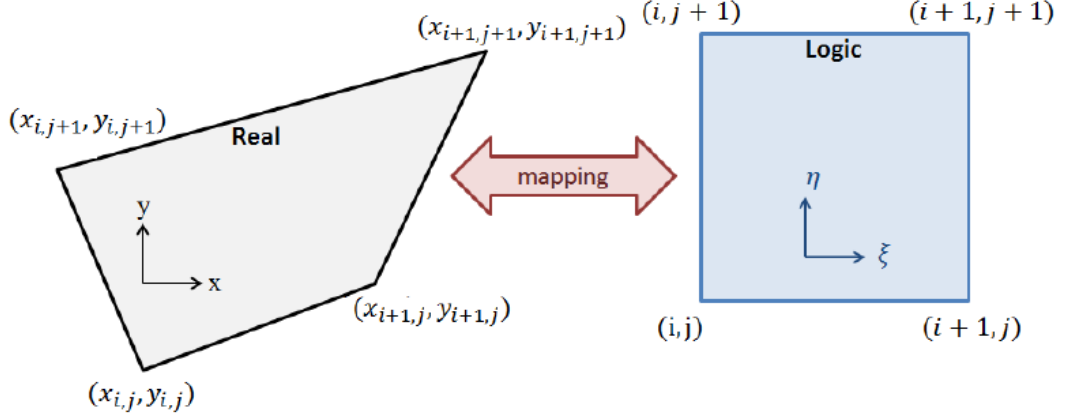 (x_{i+1,j+1}, y_{i+1,j+1})
(i, j + 1)
(i + 1, j + 1)
Logic
(x_{i,j+1}, y_{i,j+1})
Real
mapping
y
x
η
ξ
(x_{i+1,j}, y_{i+1,j})
(i,j)
(i + 1, j)
(x_{i,j}, y_{i,j})